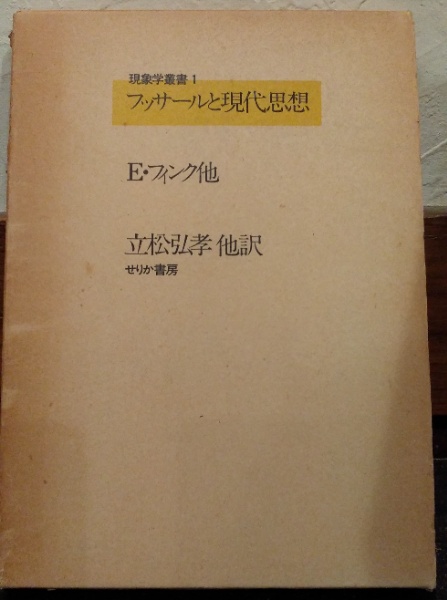 現象学叢書1
フッサールと現代思想
E・フィンク他
立松弘孝 他訳
せりか書房